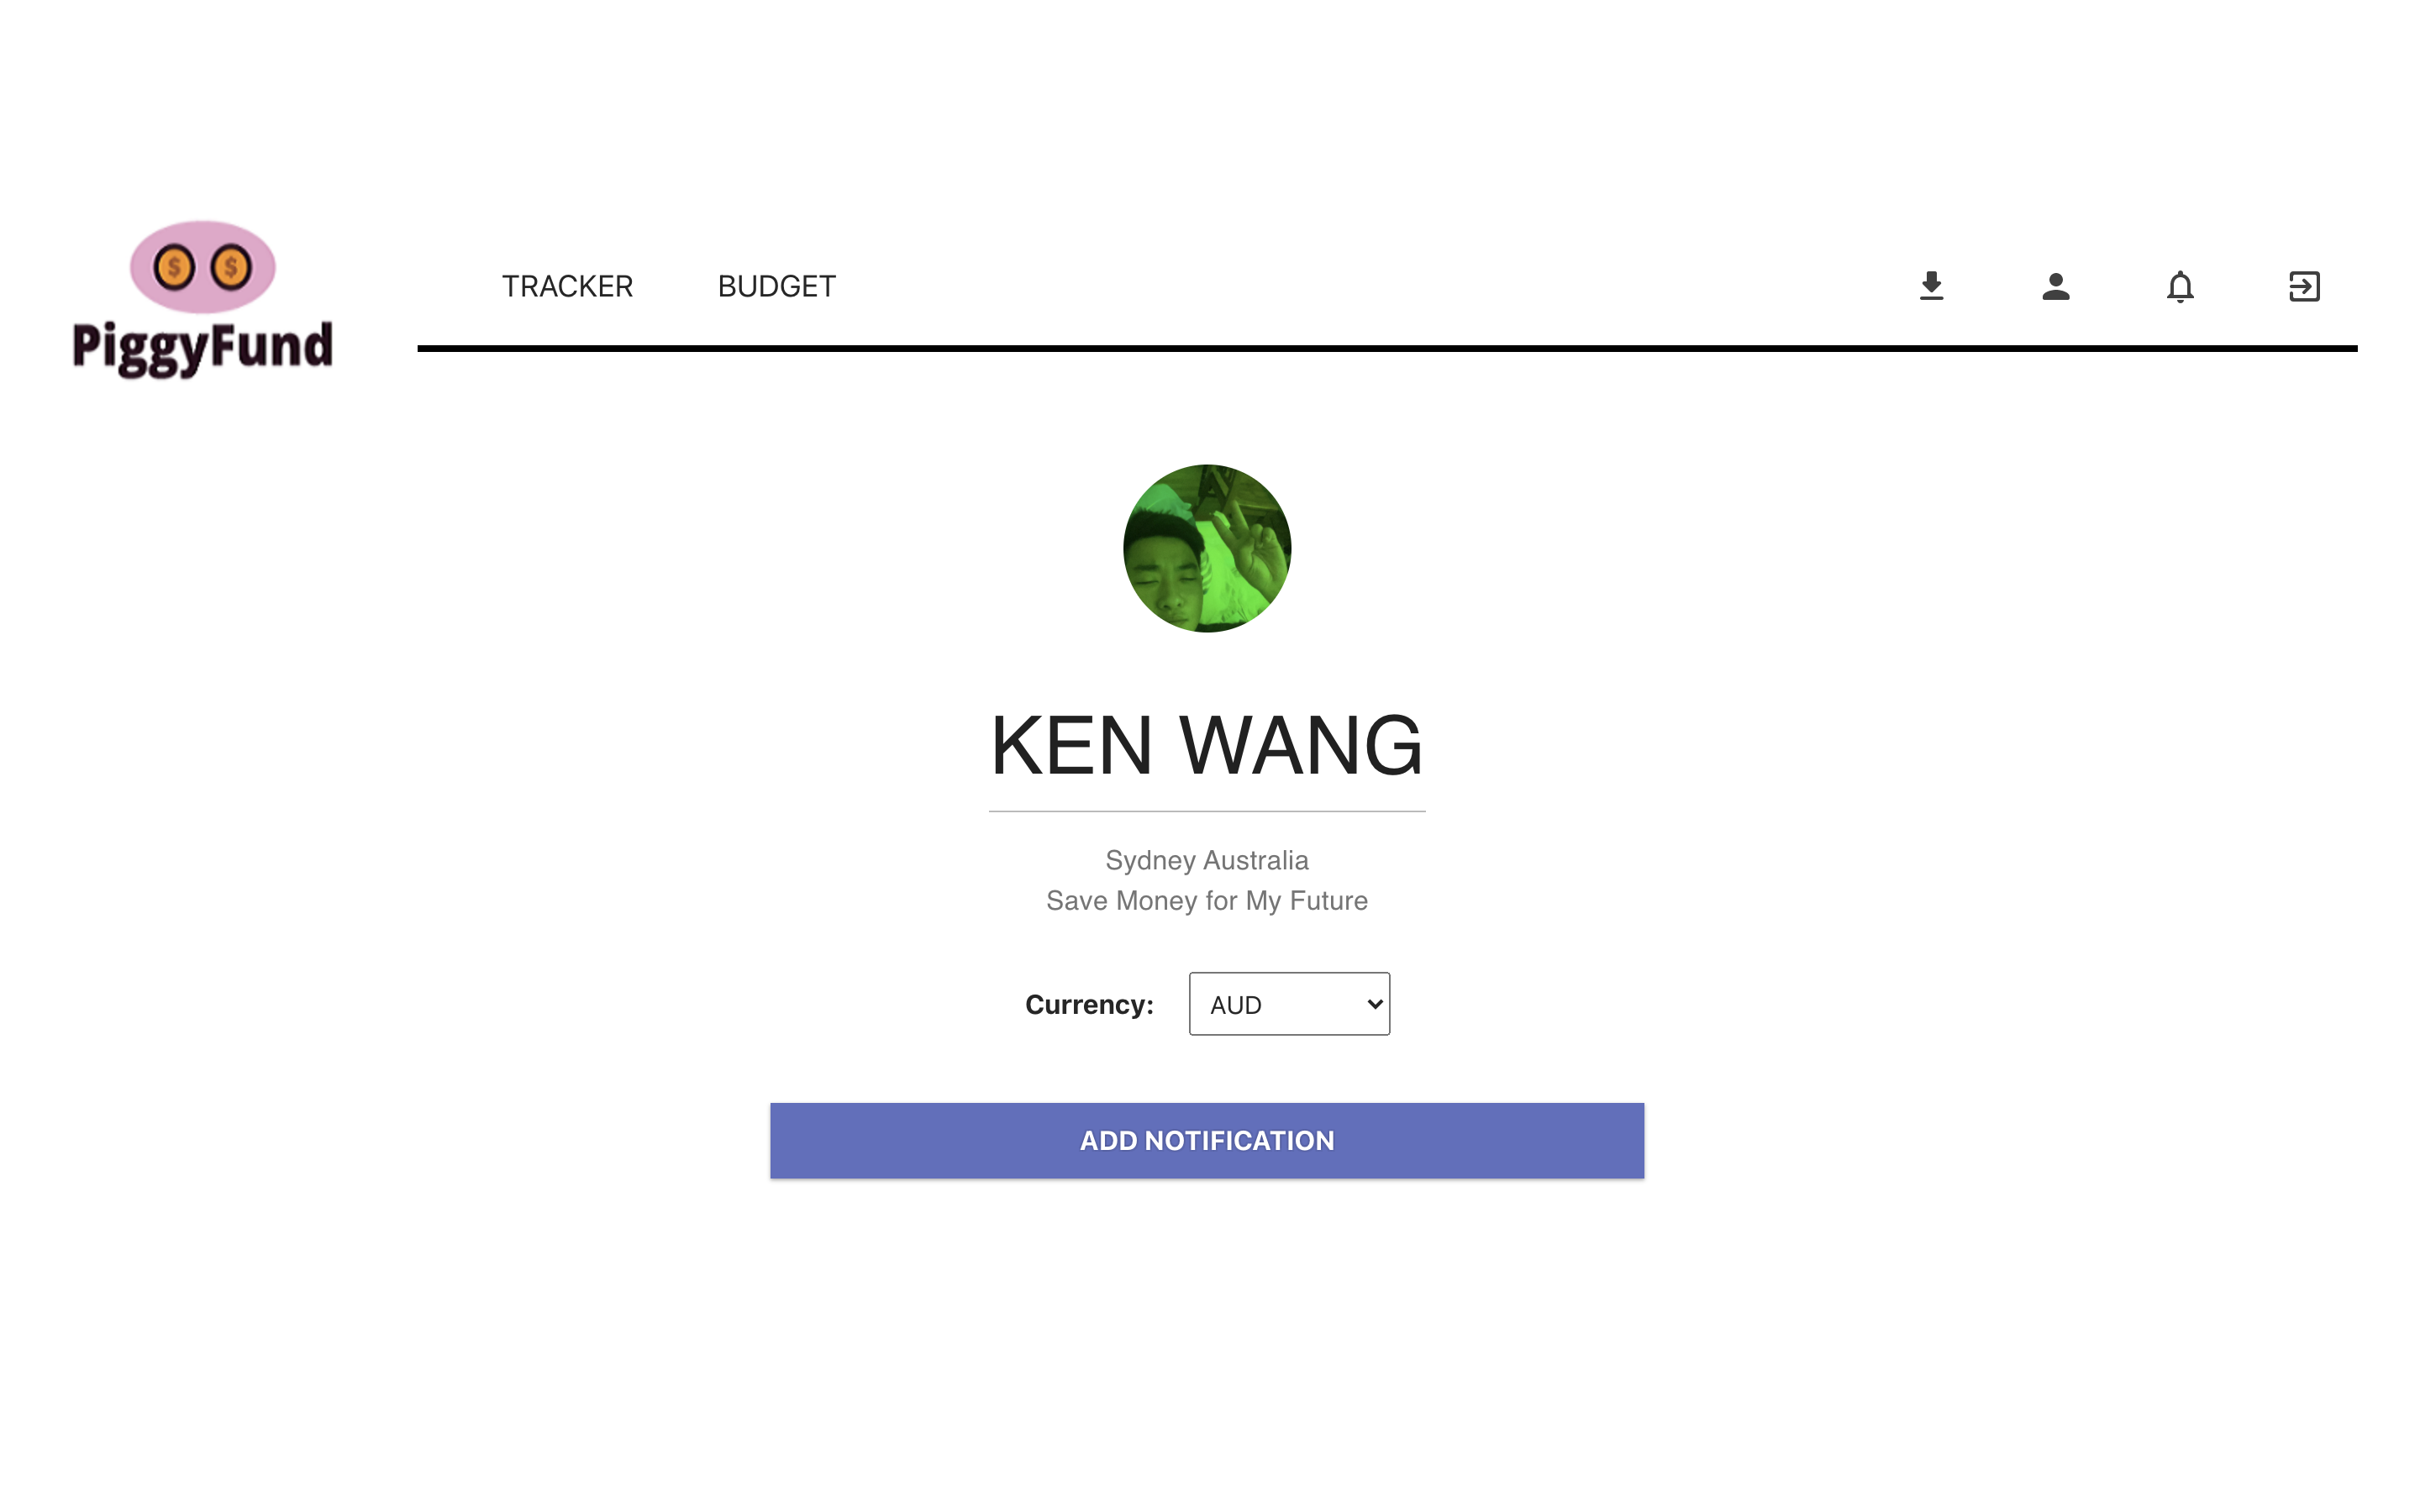 $ $
PiggyFund
TRACKER BUDGET
KEN WANG
Sydney Australia
Save Money for My Future
Currency: AUD
ADD NOTIFICATION